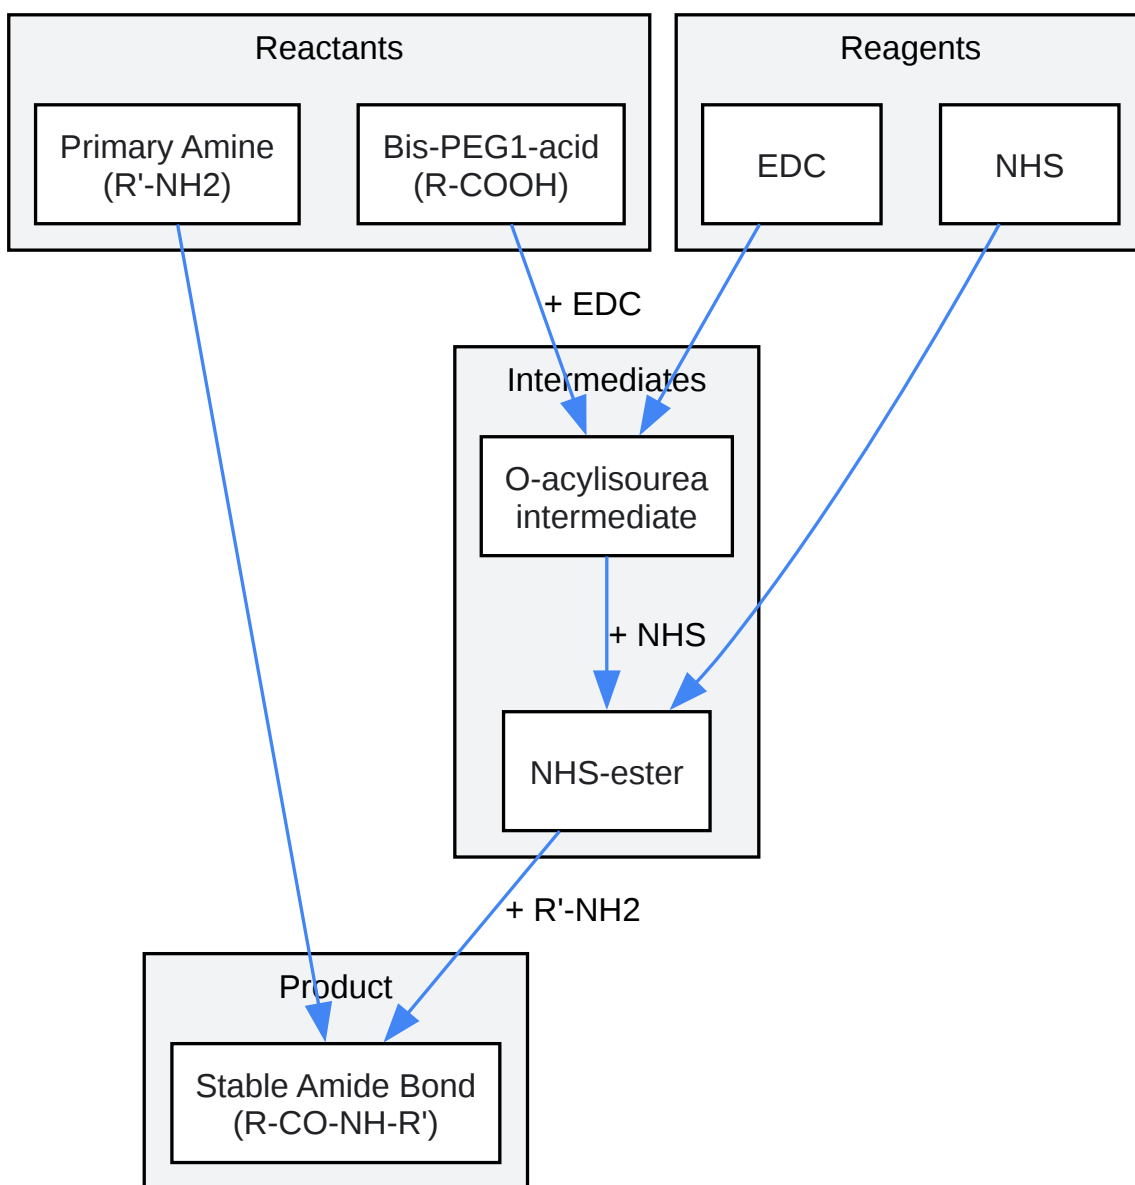 Reactants
Reagents
Primary Amine
(R'-NH2)
Bis-PEG1-acid
(R-COOH)
EDC
NHS
+ EDC
Intermediates
O-acylisourea
intermediate
+ NHS
NHS-ester
+ R'-NH2
Product
Stable Amide Bond
(R-CO-NH-R')